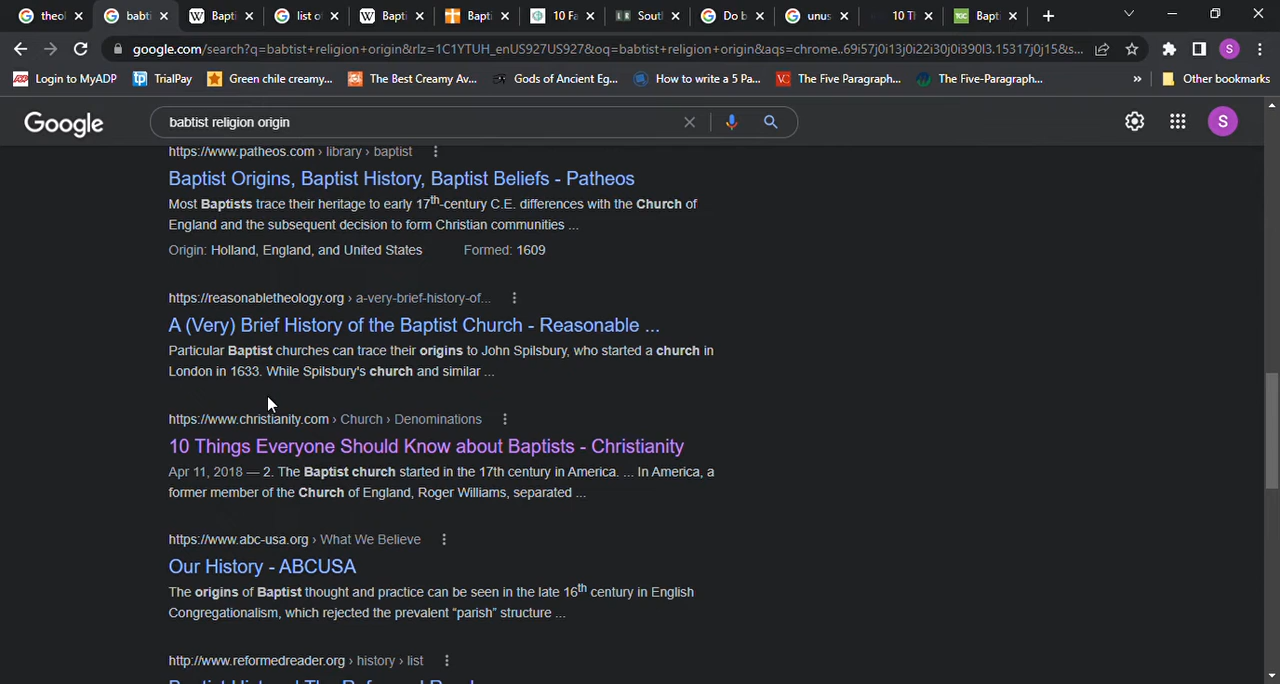 theol babti Bapti list o Bapti Bapti 10 Fa Soutl Do b unus 10 Tl Bapti
google.com/search?q=babtist+religion+origin&rlz=1C1YTUH_enUS927US927&oq=babtist+religion+origin&aqs=chrome..69i57j0i13j0i22i30j0i390l3.15317j0j15&s... S
Login to MyADP TrialPay Green chile creamy... The Best Creamy Av... Gods of Ancient Eg... How to write a 5 Pa... The Five Paragraph... The Five-Paragraph... » Other bookmarks
Google babtist religion origin S
https://www.patheos.com › library › baptist
Baptist Origins, Baptist History, Baptist Beliefs - Patheos
Most Baptists trace their heritage to early 17th-century C.E. differences with the Church of
England and the subsequent decision to form Christian communities ...
Origin: Holland, England, and United States Formed: 1609
https://reasonabletheology.org › a-very-brief-history-of...
A (Very) Brief History of the Baptist Church - Reasonable ...
Particular Baptist churches can trace their origins to John Spilsbury, who started a church in
London in 1633. While Spilsbury's church and similar ...
https://www.christianity.com › Church › Denominations
10 Things Everyone Should Know about Baptists - Christianity
Apr 11, 2018 — 2. The Baptist church started in the 17th century in America. ... In America, a
former member of the Church of England, Roger Williams, separated ...
https://www.abc-usa.org › What We Believe
Our History - ABCUSA
The origins of Baptist thought and practice can be seen in the late 16th century in English
Congregationalism, which rejected the prevalent “parish” structure ...
http://www.reformedreader.org › history › list